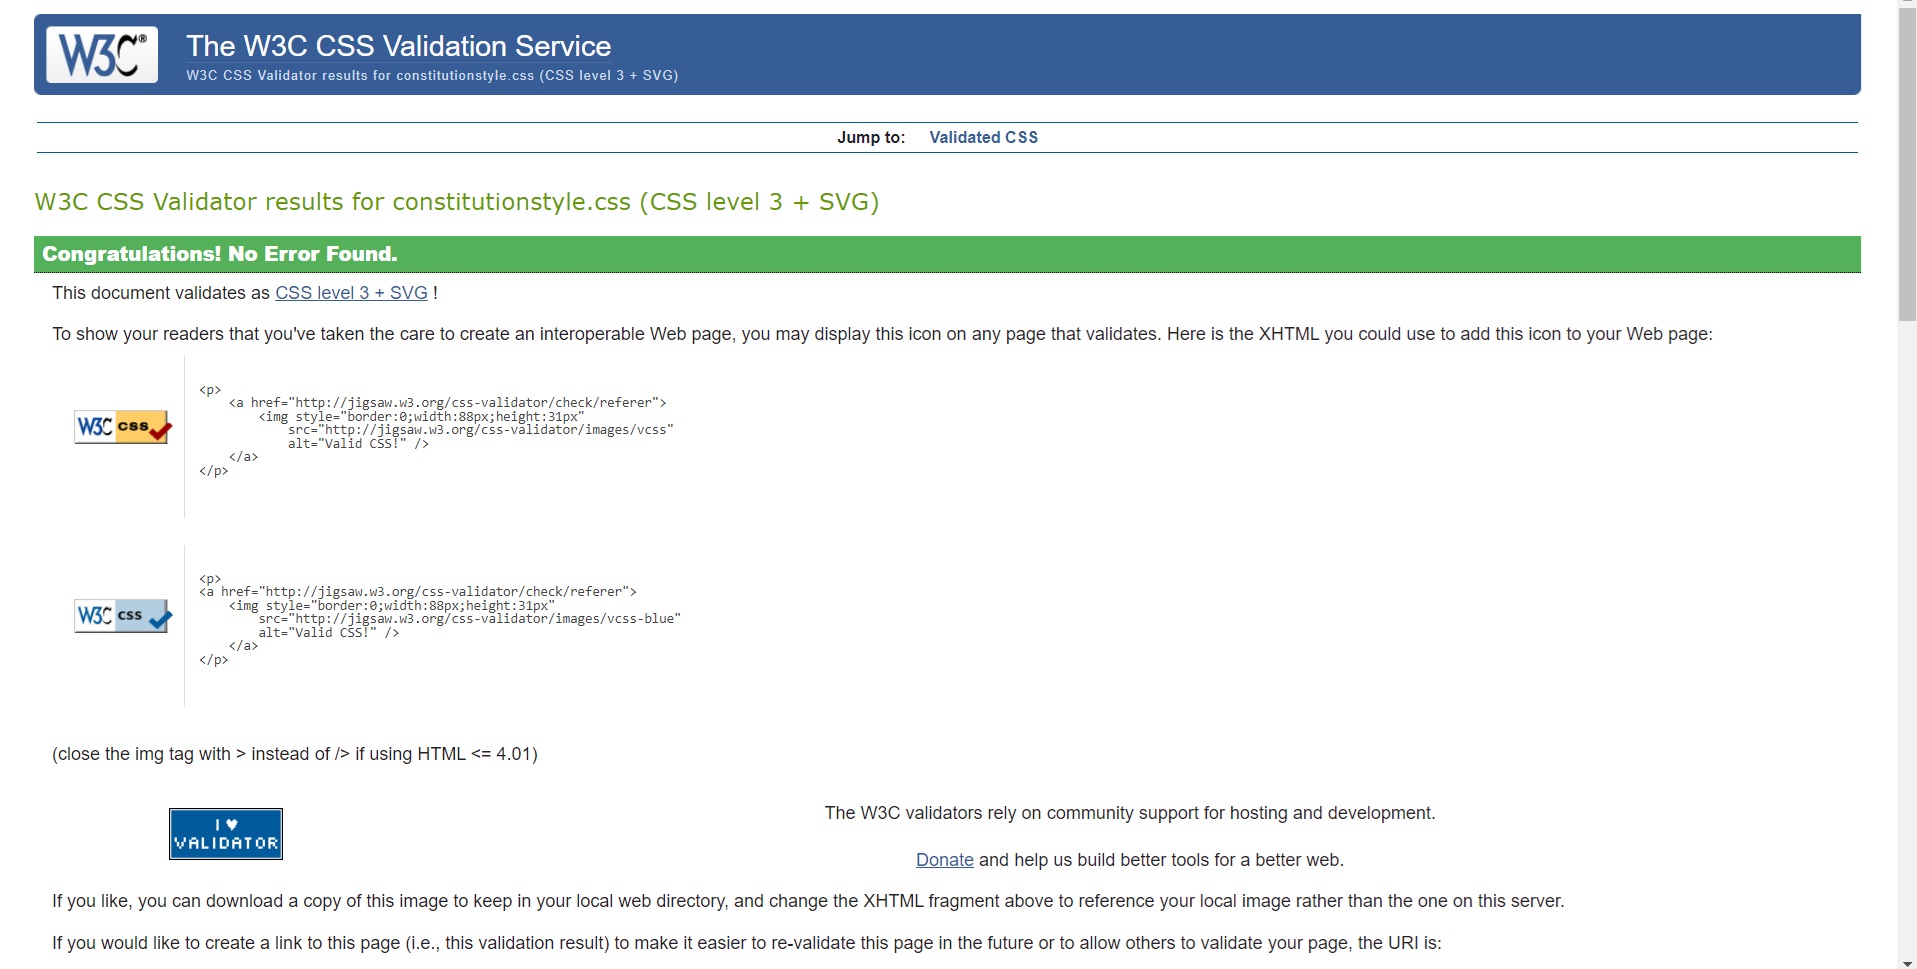 W3C®
The W3C CSS Validation Service
W3C CSS Validator results for constitutionstyle.css (CSS level 3 + SVG)
Jump to: Validated CSS
W3C CSS Validator results for constitutionstyle.css (CSS level 3 + SVG)
Congratulations! No Error Found.
This document validates as CSS level 3 + SVG !
To show your readers that you've taken the care to create an interoperable Web page, you may display this icon on any page that validates. Here is the XHTML you could use to add this icon to your Web page:
W3C css
<p>
<a href="http://jigsaw.w3.org/css-validator/check/referer">
<img style="border:0;width:88px;height:31px"
src="http://jigsaw.w3.org/css-validator/images/vcss"
alt="Valid CSS!" />
</a>
</p>
W3C css
<p>
<a href="http://jigsaw.w3.org/css-validator/check/referer">
<img style="border:0;width:88px;height:31px"
src="http://jigsaw.w3.org/css-validator/images/vcss-blue"
alt="Valid CSS!" />
</a>
</p>
(close the img tag with > instead of /> if using HTML <= 4.01)
I ♥
VALIDATOR
The W3C validators rely on community support for hosting and development.
Donate and help us build better tools for a better web.
If you like, you can download a copy of this image to keep in your local web directory, and change the XHTML fragment above to reference your local image rather than the one on this server.
If you would like to create a link to this page (i.e., this validation result) to make it easier to re-validate this page in the future or to allow others to validate your page, the URI is: